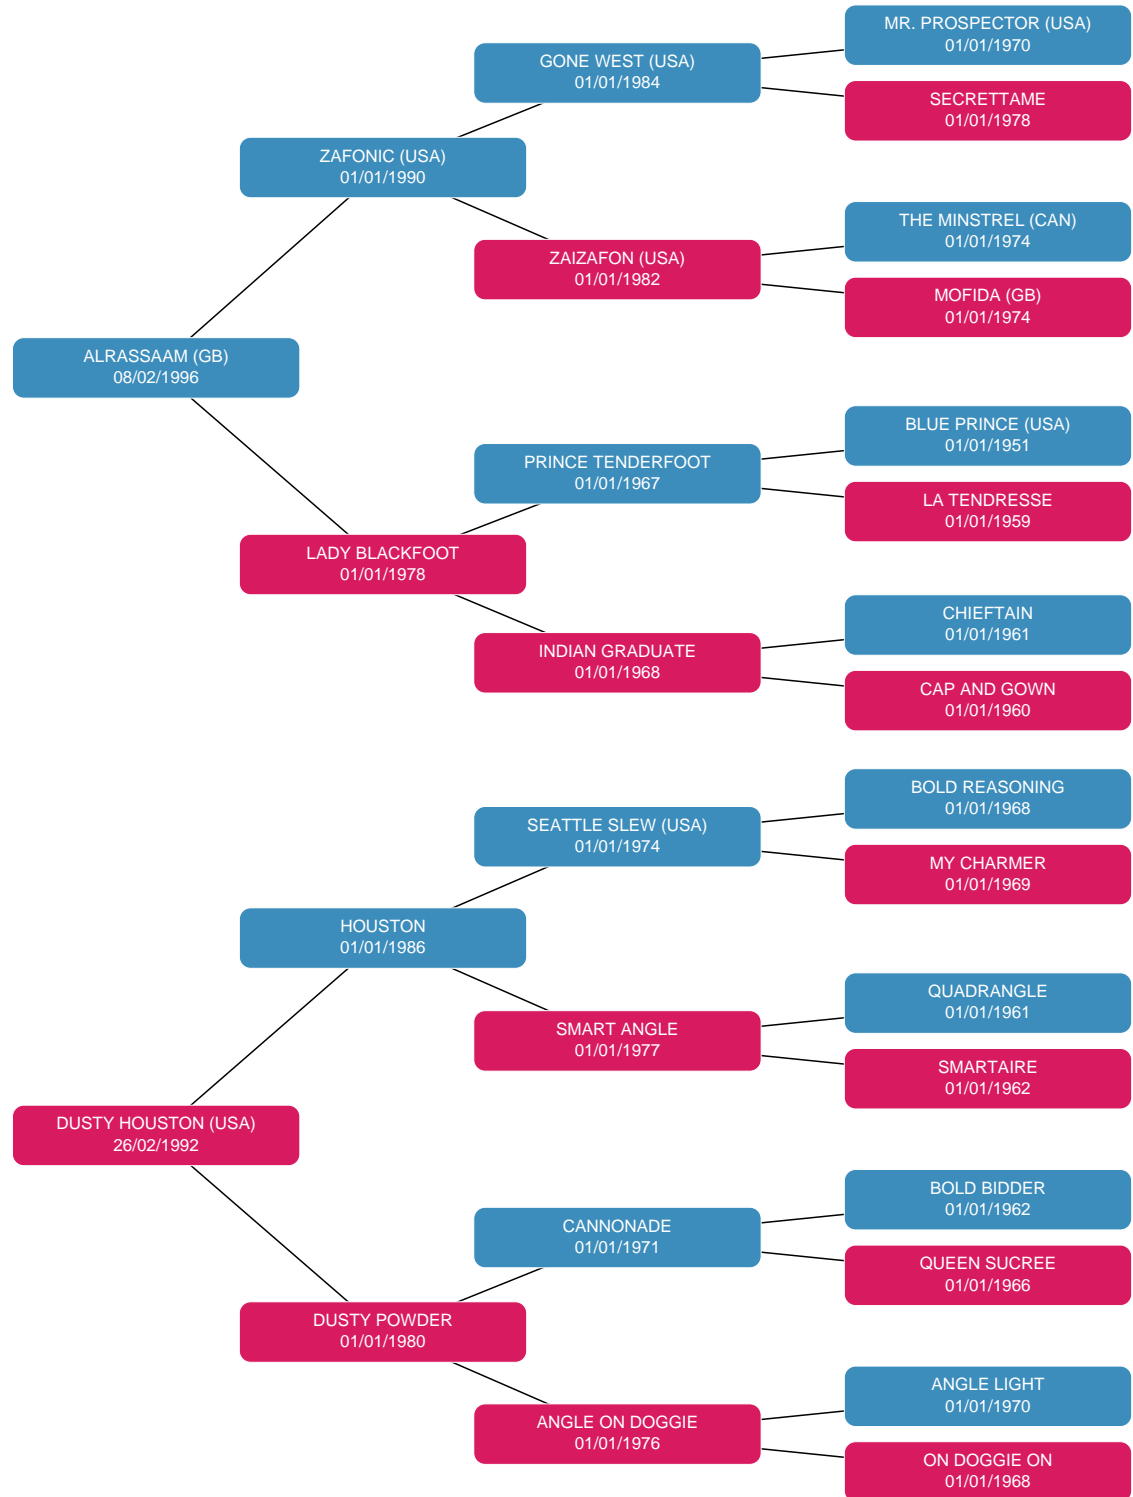 MR. PROSPECTOR (USA)
01/01/1970
GONE WEST (USA)
01/01/1984
SECRETTAME
01/01/1978
ZAFONIC (USA)
01/01/1990
THE MINSTREL (CAN)
01/01/1974
ZAIZAFON (USA)
01/01/1982
MOFIDA (GB)
01/01/1974
ALRASSAAM (GB)
08/02/1996
BLUE PRINCE (USA)
01/01/1951
PRINCE TENDERFOOT
01/01/1967
LA TENDRESSE
01/01/1959
LADY BLACKFOOT
01/01/1978
CHIEFTAIN
01/01/1961
INDIAN GRADUATE
01/01/1968
CAP AND GOWN
01/01/1960
BOLD REASONING
01/01/1968
SEATTLE SLEW (USA)
01/01/1974
MY CHARMER
01/01/1969
HOUSTON
01/01/1986
QUADRANGLE
01/01/1961
SMART ANGLE
01/01/1977
SMARTAIRE
01/01/1962
DUSTY HOUSTON (USA)
26/02/1992
BOLD BIDDER
01/01/1962
CANNONADE
01/01/1971
QUEEN SUCREE
01/01/1966
DUSTY POWDER
01/01/1980
ANGLE LIGHT
01/01/1970
ANGLE ON DOGGIE
01/01/1976
ON DOGGIE ON
01/01/1968